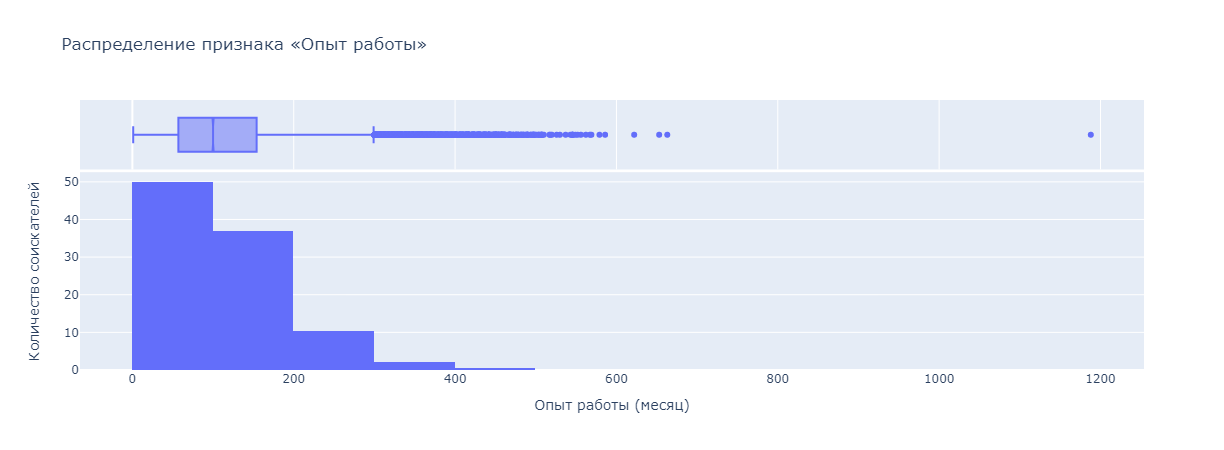 Распределение признака «Опыт работы»
Количество соискателей
50
40
30
20
10
0
0 200 400 600 800 1000 1200
Опыт работы (месяц)